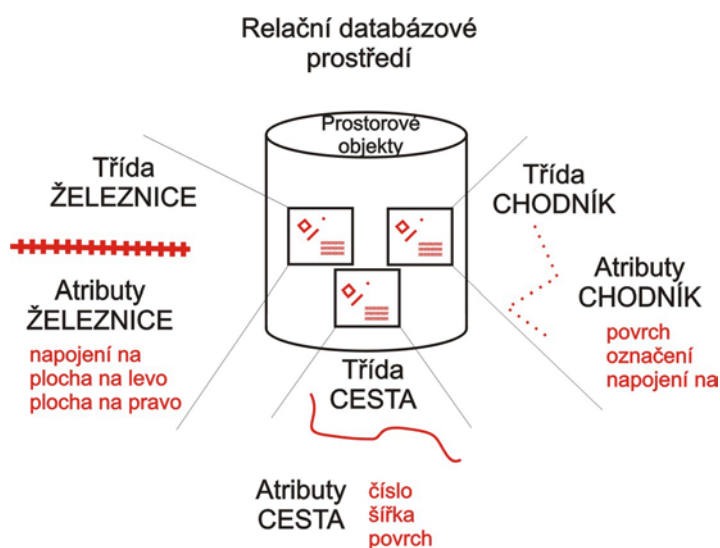 Relační databázové
prostředí
Prostorové
objekty
Třída
ŽELEZNICE
Atributy
ŽELEZNICE
napojení na
plocha na levo
plocha na pravo
Třída
CHODNÍK
Atributy
CHODNÍK
povrch
označení
napojení na
Třída
CESTA
Atributy
CESTA
číslo
šířka
povrch